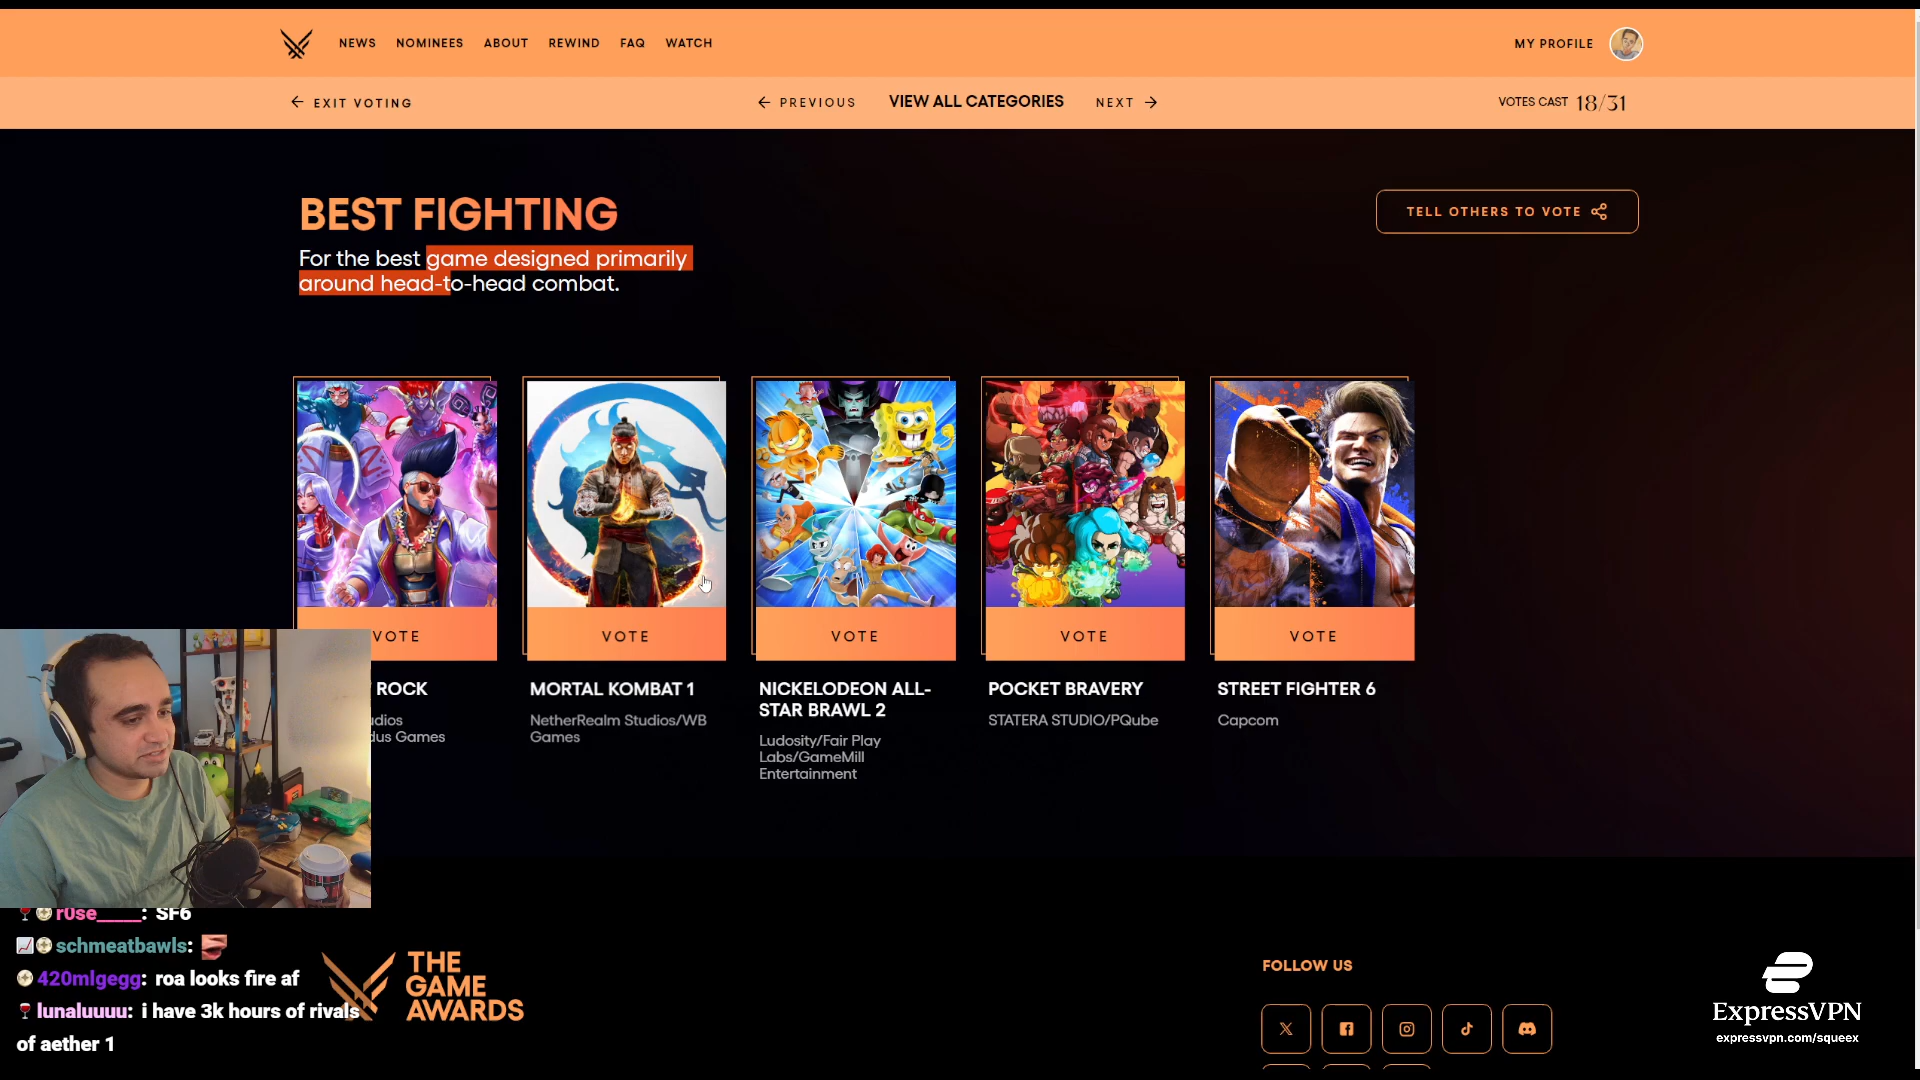 NEWS NOMINEES ABOUT REWIND FAQ WATCH
MY PROFILE
EXIT VOTING
PREVIOUS
VIEW ALL CATEGORIES
NEXT
VOTES CAST 18/31
BEST FIGHTING
For the best game designed primarily
around head-to-head combat.
TELL OTHERS TO VOTE
VOTE
VOTE
VOTE
VOTE
VOTE
ROCK
dus Games
MORTAL KOMBAT 1
NetherRealm Studios/WB
Games
NICKELODEON ALL-
STAR BRAWL 2
Ludosity/Fair Play
Labs/GameMill
Entertainment
POCKET BRAVERY
STATERA STUDIO/PQube
STREET FIGHTER 6
Capcom
r0se_____: SF6
schmeatbawls:
420mlgegg: roa looks fire af
lunaluuuu: i have 3k hours of rivals
of aether 1
THE
GAME
AWARDS
FOLLOW US
ExpressVPN
expressvpn.com/squeex